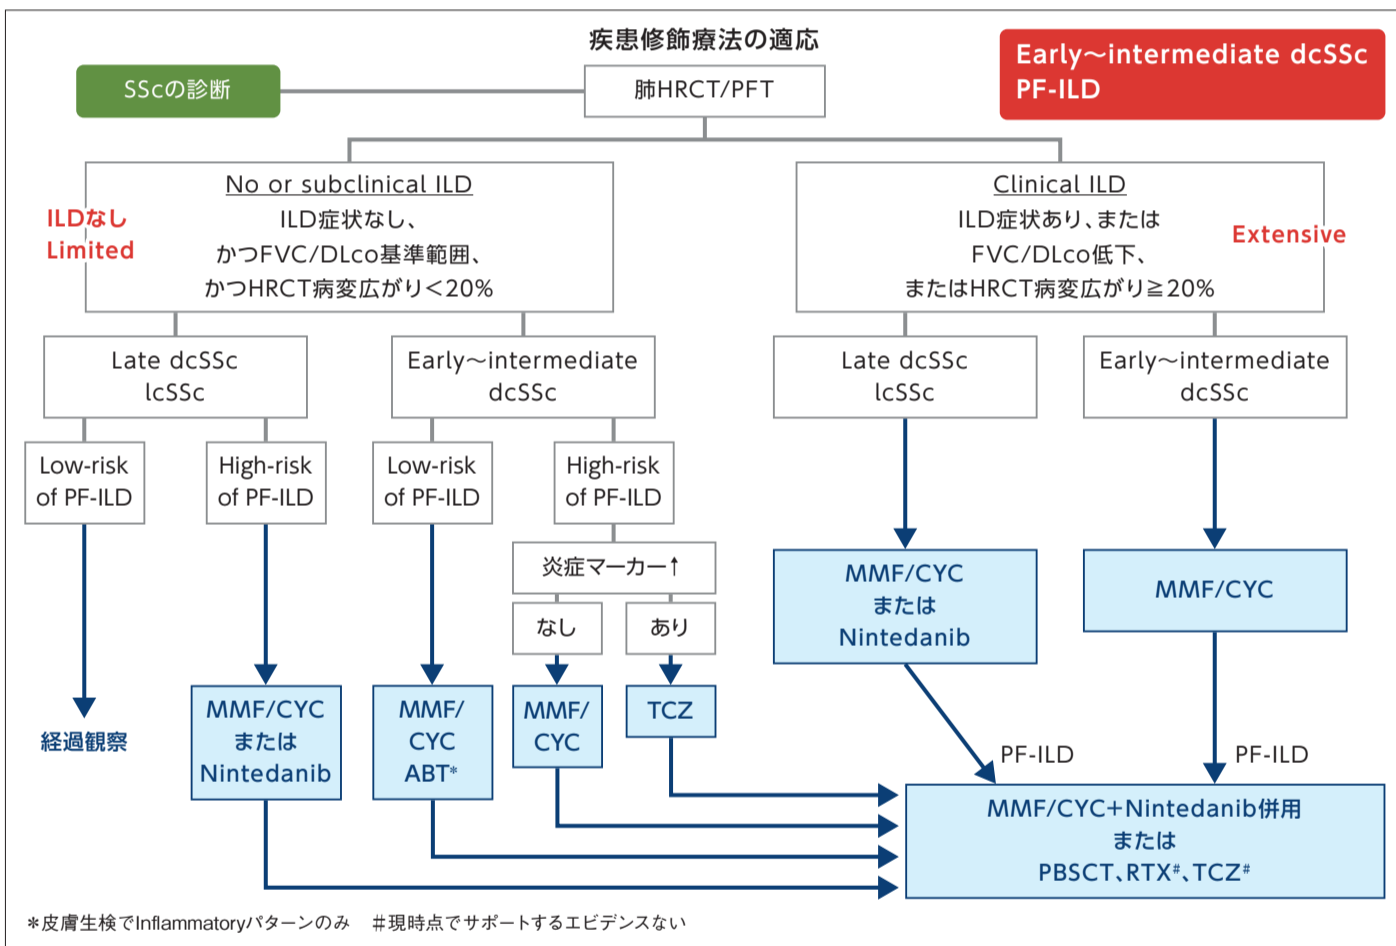 疾患修飾療法の適応
SScの診断
肺HRCT/PFT
Early～intermediate dcSSc
PF-ILD
No or subclinical ILD
ILD症状なし、
かつFVC/DLco基準範囲、
かつHRCT病変広がり＜20%
ILDなし
Limited
Clinical ILD
ILD症状あり、または
FVC/DLco低下、
またはHRCT病変広がり≧20%
Extensive
Late dcSSc
lcSSc
Early～intermediate
dcSSc
Late dcSSc
lcSSc
Early～intermediate
dcSSc
Low-risk
of PF-ILD
High-risk
of PF-ILD
Low-risk
of PF-ILD
High-risk
of PF-ILD
炎症マーカー↑
なし
あり
経過観察
MMF/CYC
または
Nintedanib
MMF/
CYC
ABT*
MMF/
CYC
TCZ
MMF/CYC
または
Nintedanib
MMF/CYC
PF-ILD
PF-ILD
MMF/CYC+Nintedanib併用
または
PBSCT、RTX#、TCZ#
*皮膚生検でInflammatoryパターンのみ　#現時点でサポートするエビデンスない